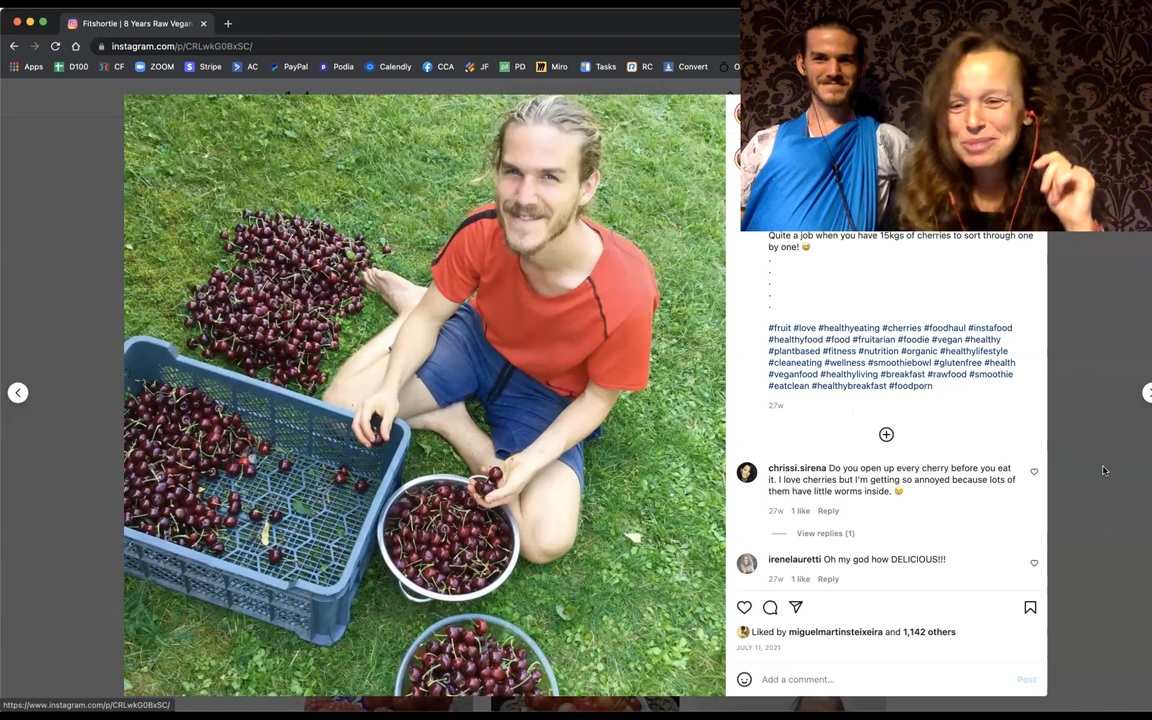 Fitshortie | 8 Years Raw Vegan
instagram.com/p/CRLwkG0BxSC/
Apps D100 CF ZOOM Stripe AC PayPal Podia Calendly CCA JF PD Miro Tasks RC Convert
Quite a job when you have 15kgs of cherries to sort through one
by one! 😅
.
.
.
.
.
#fruit #love #healthyeating #cherries #foodhaul #instafood
#healthyfood #food #fruitarian #foodie #vegan #healthy
#plantbased #fitness #nutrition #organic #healthylifestyle
#cleaneating #wellness #smoothiebowl #glutenfree #health
#veganfood #healthyliving #breakfast #rawfood #smoothie
#eatclean #healthybreakfast #foodporn
27w
chrissi.sirena Do you open up every cherry before you eat
it. I love cherries but I'm getting so annoyed because lots of
them have little worms inside. 😢
27w 1 like Reply
View replies (1)
irenelauretti Oh my god how DELICIOUS!!!
27w 1 like Reply
Liked by miguelmartinsteixeira and 1,142 others
JULY 11, 2021
Add a comment... Post
https://www.instagram.com/p/CRLwkG0BxSC/